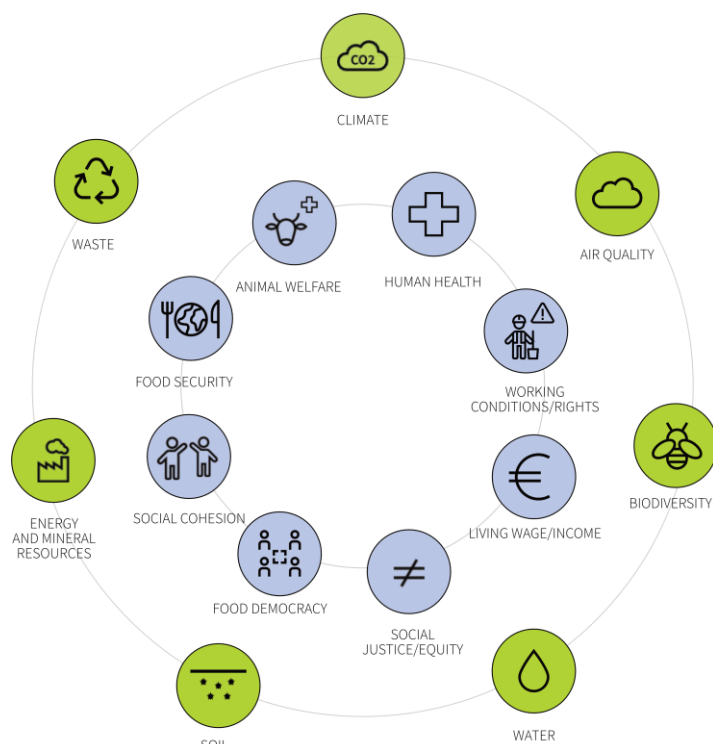 CO2
CLIMATE
WASTE
AIR QUALITY
ANIMAL WELFARE
HUMAN HEALTH
FOOD SECURITY
WORKING
CONDITIONS/RIGHTS
SOCIAL COHESION
LIVING WAGE/INCOME
BIODIVERSITY
ENERGY
AND MINERAL
RESOURCES
FOOD DEMOCRACY
SOCIAL
JUSTICE/EQUITY
SOIL
WATER